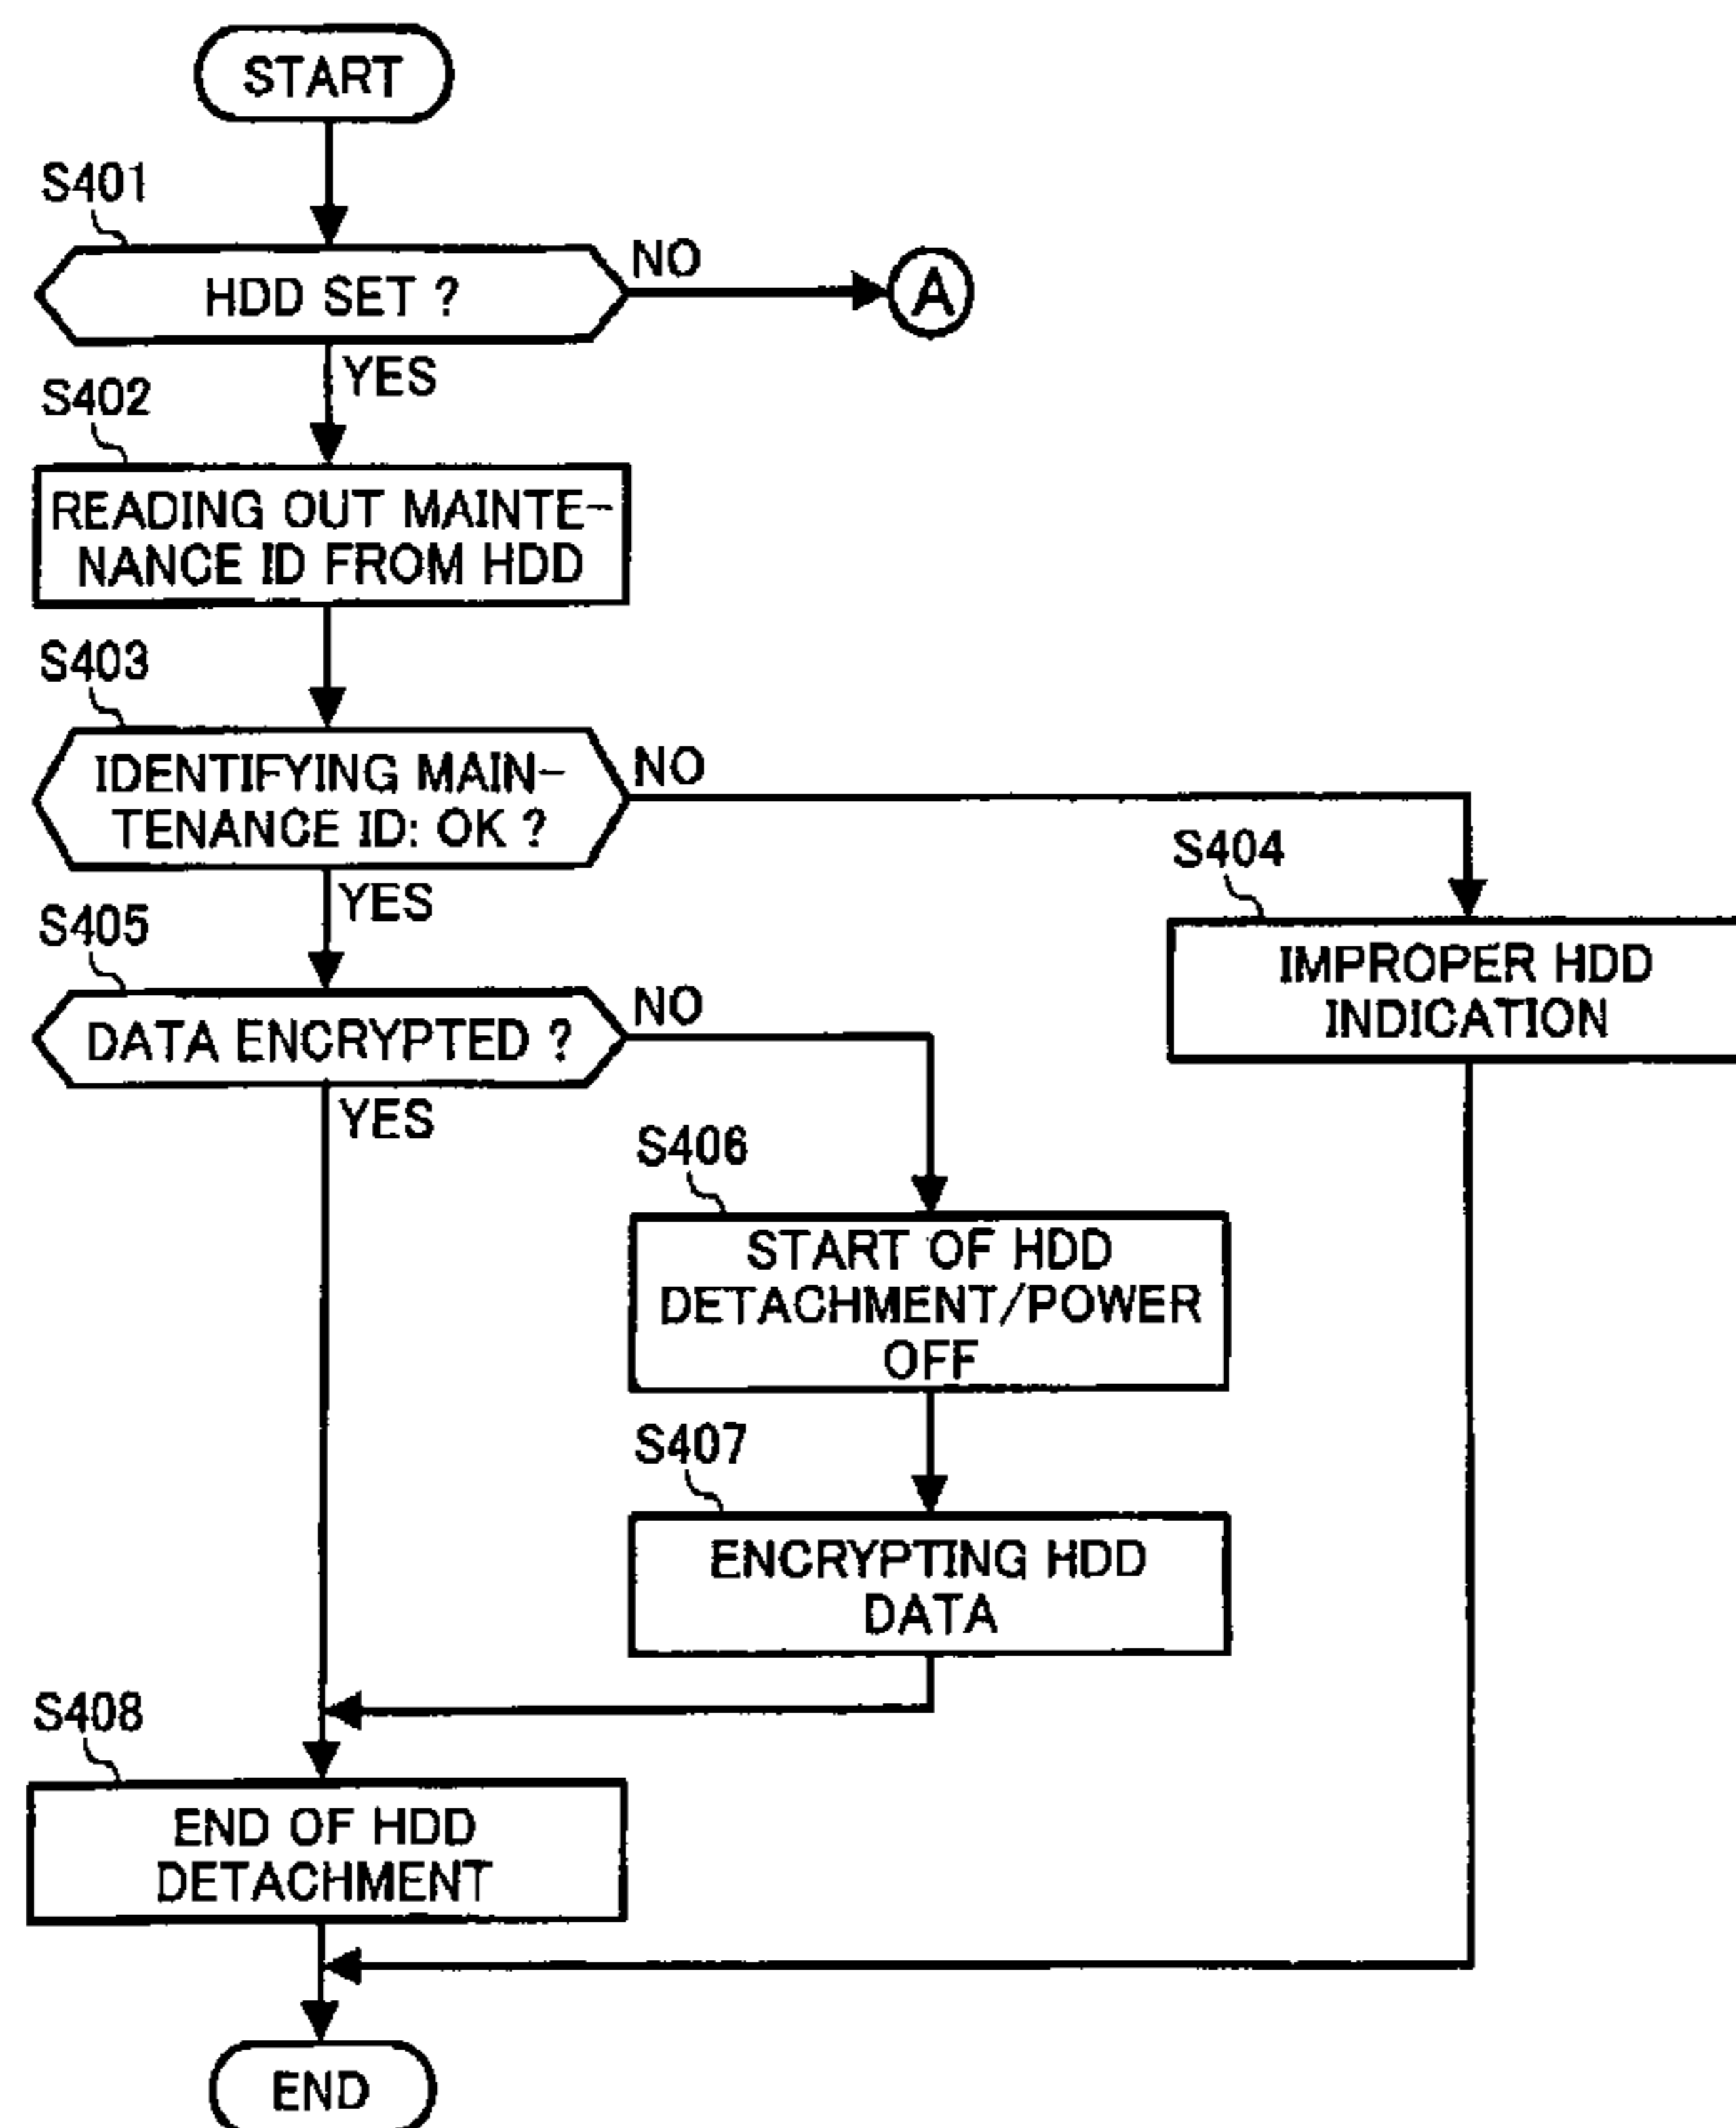 START
S401
HDD SET ?
NO
A
YES
S402
READING OUT MAINTE-
NANCE ID FROM HDD
S403
IDENTIFYING MAIN-
TENANCE ID: OK ?
NO
YES
S404
IMPROPER HDD
INDICATION
S405
DATA ENCRYPTED ?
NO
YES
S406
START OF HDD
DETACHMENT/POWER
OFF
S407
ENCRYPTING HDD
DATA
S408
END OF HDD
DETACHMENT
END